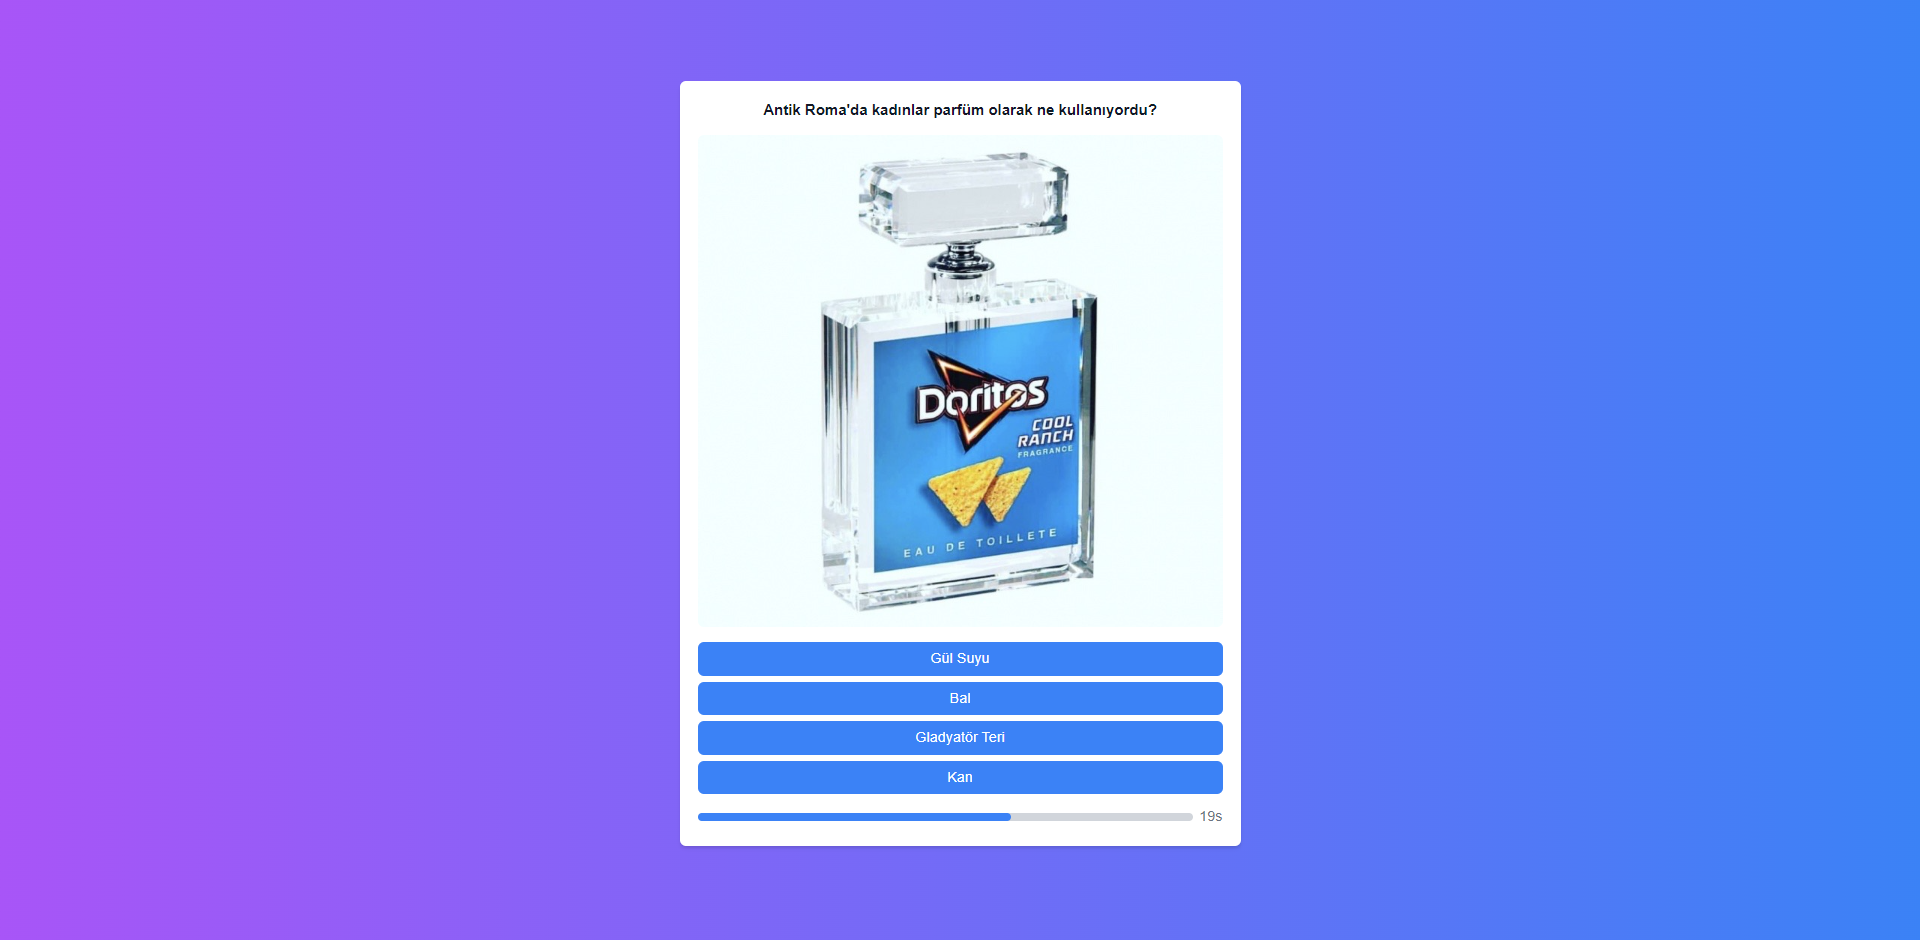 Antik Roma'da kadınlar parfüm olarak ne kullanıyordu?
Doritos
COOL
RANCH
FRAGRANCE
EAU DE TOILLETE
Gül Suyu
Bal
Gladyatör Teri
Kan
19s